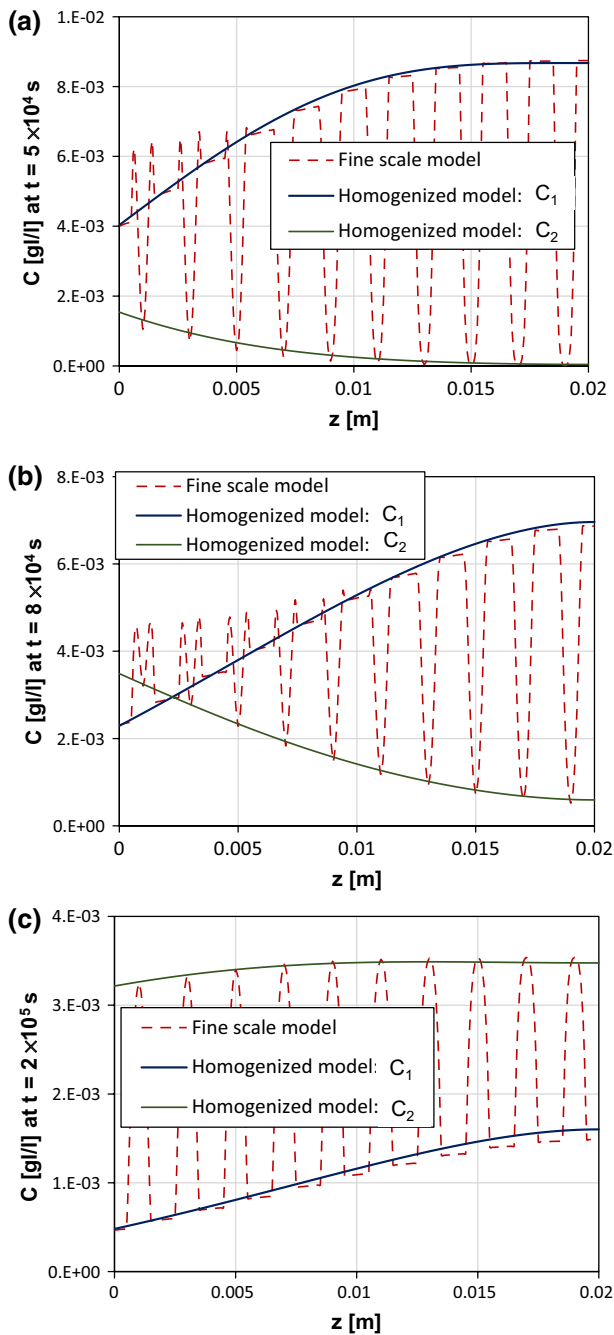 (a)
1.E-02
8.E-03
6.E-03
4.E-03
2.E-03
0.E+00
C [gl/l] at t = 5 ×10⁴ s
Fine scale model
Homogenized model: C₁
Homogenized model: C₂
0
0.005
0.01
0.015
0.02
z [m]
(b)
8.E-03
6.E-03
4.E-03
2.E-03
0.E+00
C [gl/l] at t = 8 ×10⁴ s
Fine scale model
Homogenized model: C₁
Homogenized model: C₂
0
0.005
0.01
0.015
0.02
z [m]
(c)
4.E-03
3.E-03
2.E-03
1.E-03
0.E+00
C [gl/l] at t = 2 ×10⁵ s
Fine scale model
Homogenized model: C₁
Homogenized model: C₂
0
0.005
0.01
0.015
0.02
z [m]